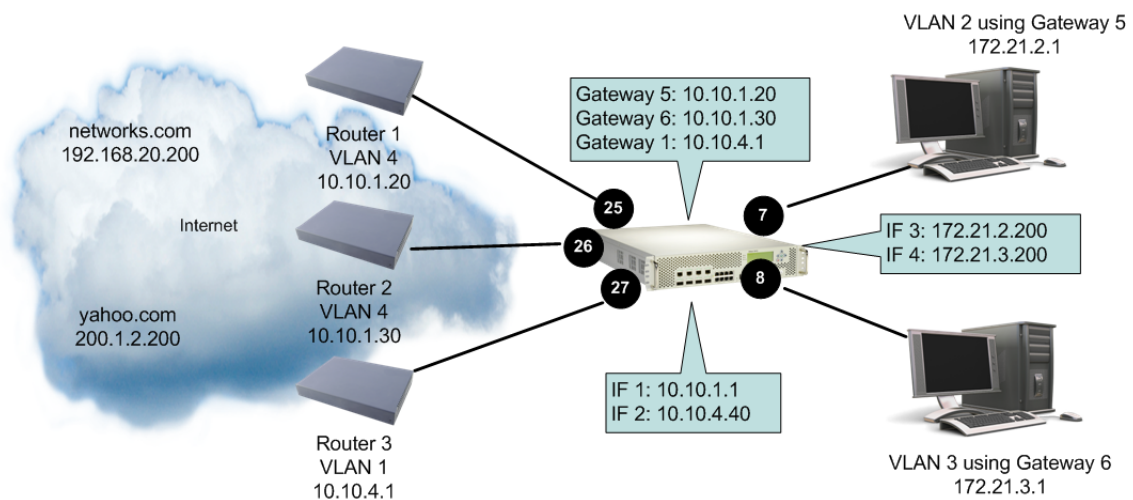 VLAN 2 using Gateway 5
172.21.2.1
Gateway 5: 10.10.1.20
Gateway 6: 10.10.1.30
Gateway 1: 10.10.4.1
networks.com
192.168.20.200
Router 1
VLAN 4
10.10.1.20
Internet
25
7
26
IF 3: 172.21.2.200
IF 4: 172.21.3.200
27
8
Router 2
VLAN 4
10.10.1.30
yahoo.com
200.1.2.200
IF 1: 10.10.1.1
IF 2: 10.10.4.40
Router 3
VLAN 1
10.10.4.1
VLAN 3 using Gateway 6
172.21.3.1